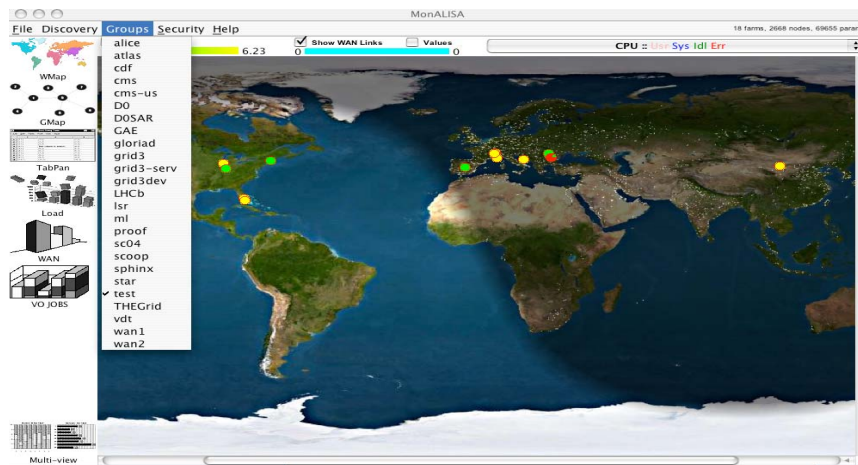 MonALISA
File Discovery Groups Security Help
18 farms, 2668 nodes, 69655 parar
6.23
Show WAN Links
Values
0
0
CPU :: Usr Sys Idl Err
alice
atlas
cdf
cms
cms-us
D0
D0SAR
GAE
gloriad
grid3
grid3-serv
grid3dev
LHCb
lsr
ml
proof
sc04
scoop
sphinx
star
test
THEGrid
vdt
wan1
wan2
WMap
GMap
TabPan
Load
WAN
VO JOBS
Multi-view